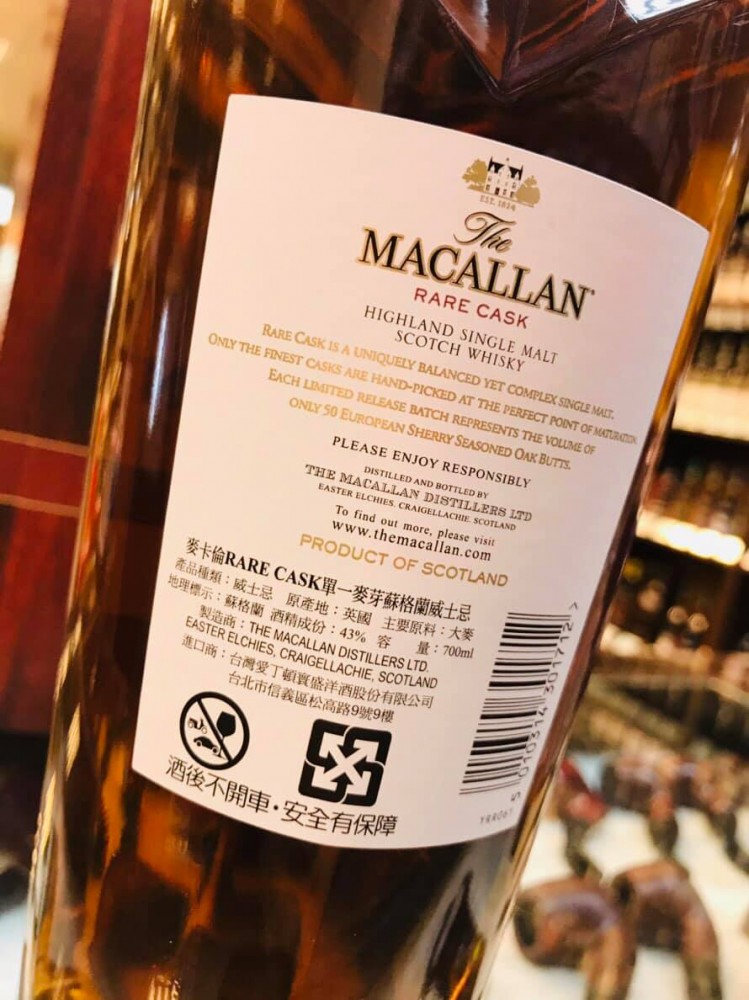 EST. 1824
The
MACALLAN
RARE CASK
HIGHLAND SINGLE MALT
SCOTCH WHISKY
RARE CASK IS A UNIQUELY BALANCED YET COMPLEX SINGLE MALT.
ONLY THE FINEST CASKS ARE HAND-PICKED AT THE PERFECT POINT OF MATURATION.
EACH LIMITED RELEASE BATCH REPRESENTS THE VOLUME OF
ONLY 50 EUROPEAN SHERRY SEASONED OAK BUTTS.
PLEASE ENJOY RESPONSIBLY
DISTILLED AND BOTTLED BY
THE MACALLAN DISTILLERS LTD
EASTER ELCHIES, CRAIGELLACHIE, SCOTLAND
To find out more, please visit
www.themacallan.com
PRODUCT OF SCOTLAND
麥卡倫RARE CASK單一麥芽蘇格蘭威士忌
產品種類：威士忌 原產地：英國 主要原料：大麥
地理標示：蘇格蘭 酒精成份：43% 容 量：700ml
製造商：THE MACALLAN DISTILLERS LTD.
EASTER ELCHIES, CRAIGELLACHIE, SCOTLAND
進口商：台灣愛丁頓寰盛洋酒股份有限公司
台北市信義區松高路9號9樓
酒後不開車·安全有保障
5 010314 301712 >